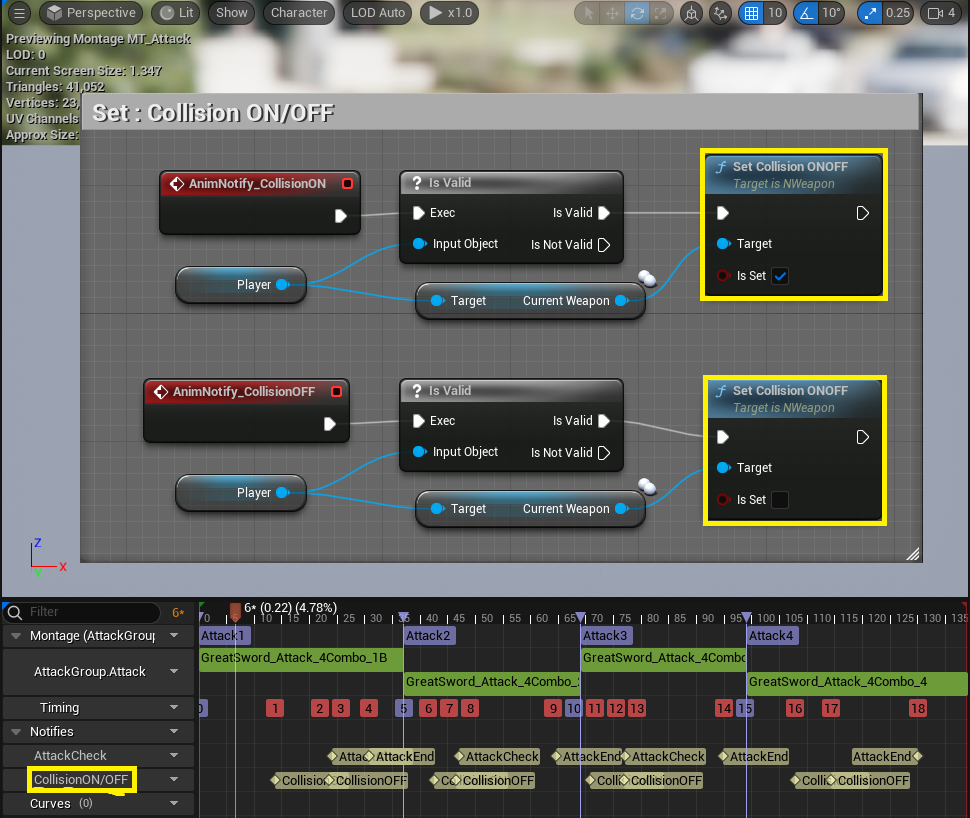 Perspective Lit Show Character LOD Auto x1.0 10 10° 0.25 4
Previewing Montage MT_Attack
LOD: 0
Current Screen Size: 1.347
Triangles: 41,052
Vertices: 23,
UV Channels
Approx Size:
Set : Collision ON/OFF
AnimNotify_CollisionON
Is Valid
Exec
Is Valid
Input Object
Is Not Valid
Set Collision ONOFF
Target is NWeapon
Target
Is Set
Player
Target
Current Weapon
AnimNotify_CollisionOFF
Is Valid
Exec
Is Valid
Input Object
Is Not Valid
Set Collision ONOFF
Target is NWeapon
Target
Is Set
Player
Target
Current Weapon
Z
X
Y
Filter
6*
6* (0.22) (4.78%)
0 5 10 15 20 25 30 35 40 45 50 55 60 65 70 75 80 85 90 95 100 105 110 115 120 125 130 135
Montage (AttackGroup
Attack1 Attack2 Attack3 Attack4
AttackGroup.Attack
GreatSword_Attack_4Combo_1B GreatSword_Attack_4Combo
GreatSword_Attack_4Combo_ GreatSword_Attack_4Combo_4
Timing
0 1 2 3 4 5 6 7 8 9 10 11 12 13 14 15 16 17 18
Notifies
AttackCheck
Attac AttackEnd AttackCheck AttackEnd AttackCheck AttackEnd AttackEnd
CollisionON/OFF
Collision CollisionOFF Co CollisionOFF Colli CollisionOFF Colli CollisionOFF
Curves (0)